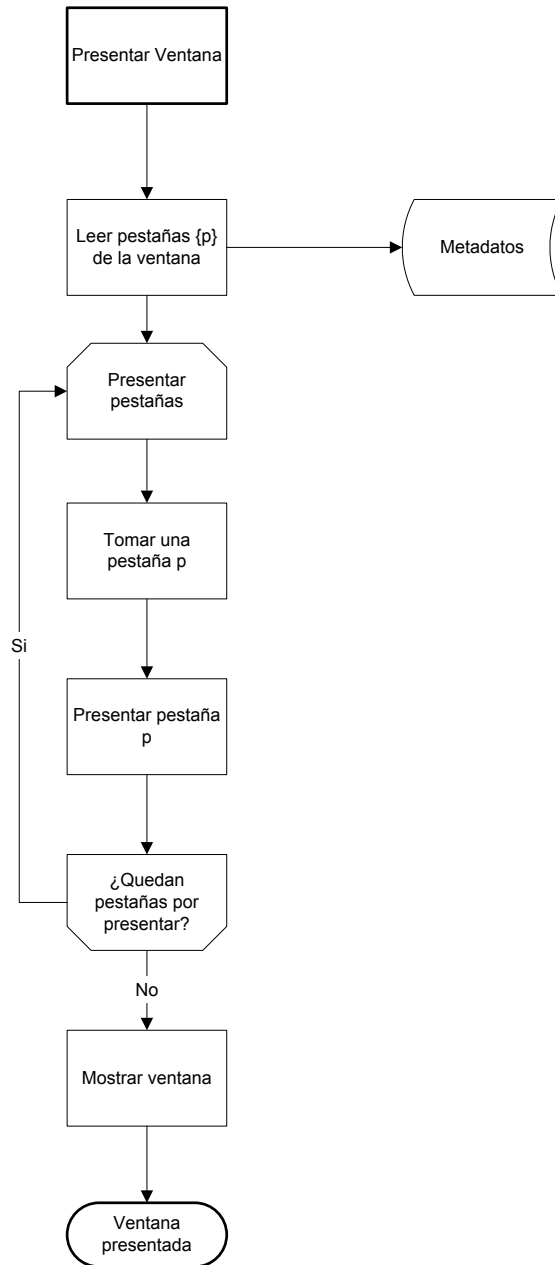 Presentar Ventana
Leer pestañas {p}
de la ventana
Metadatos
Presentar
pestañas
Tomar una
pestaña p
Si
Presentar pestaña
p
¿Quedan
pestañas por
presentar?
No
Mostrar ventana
Ventana
presentada